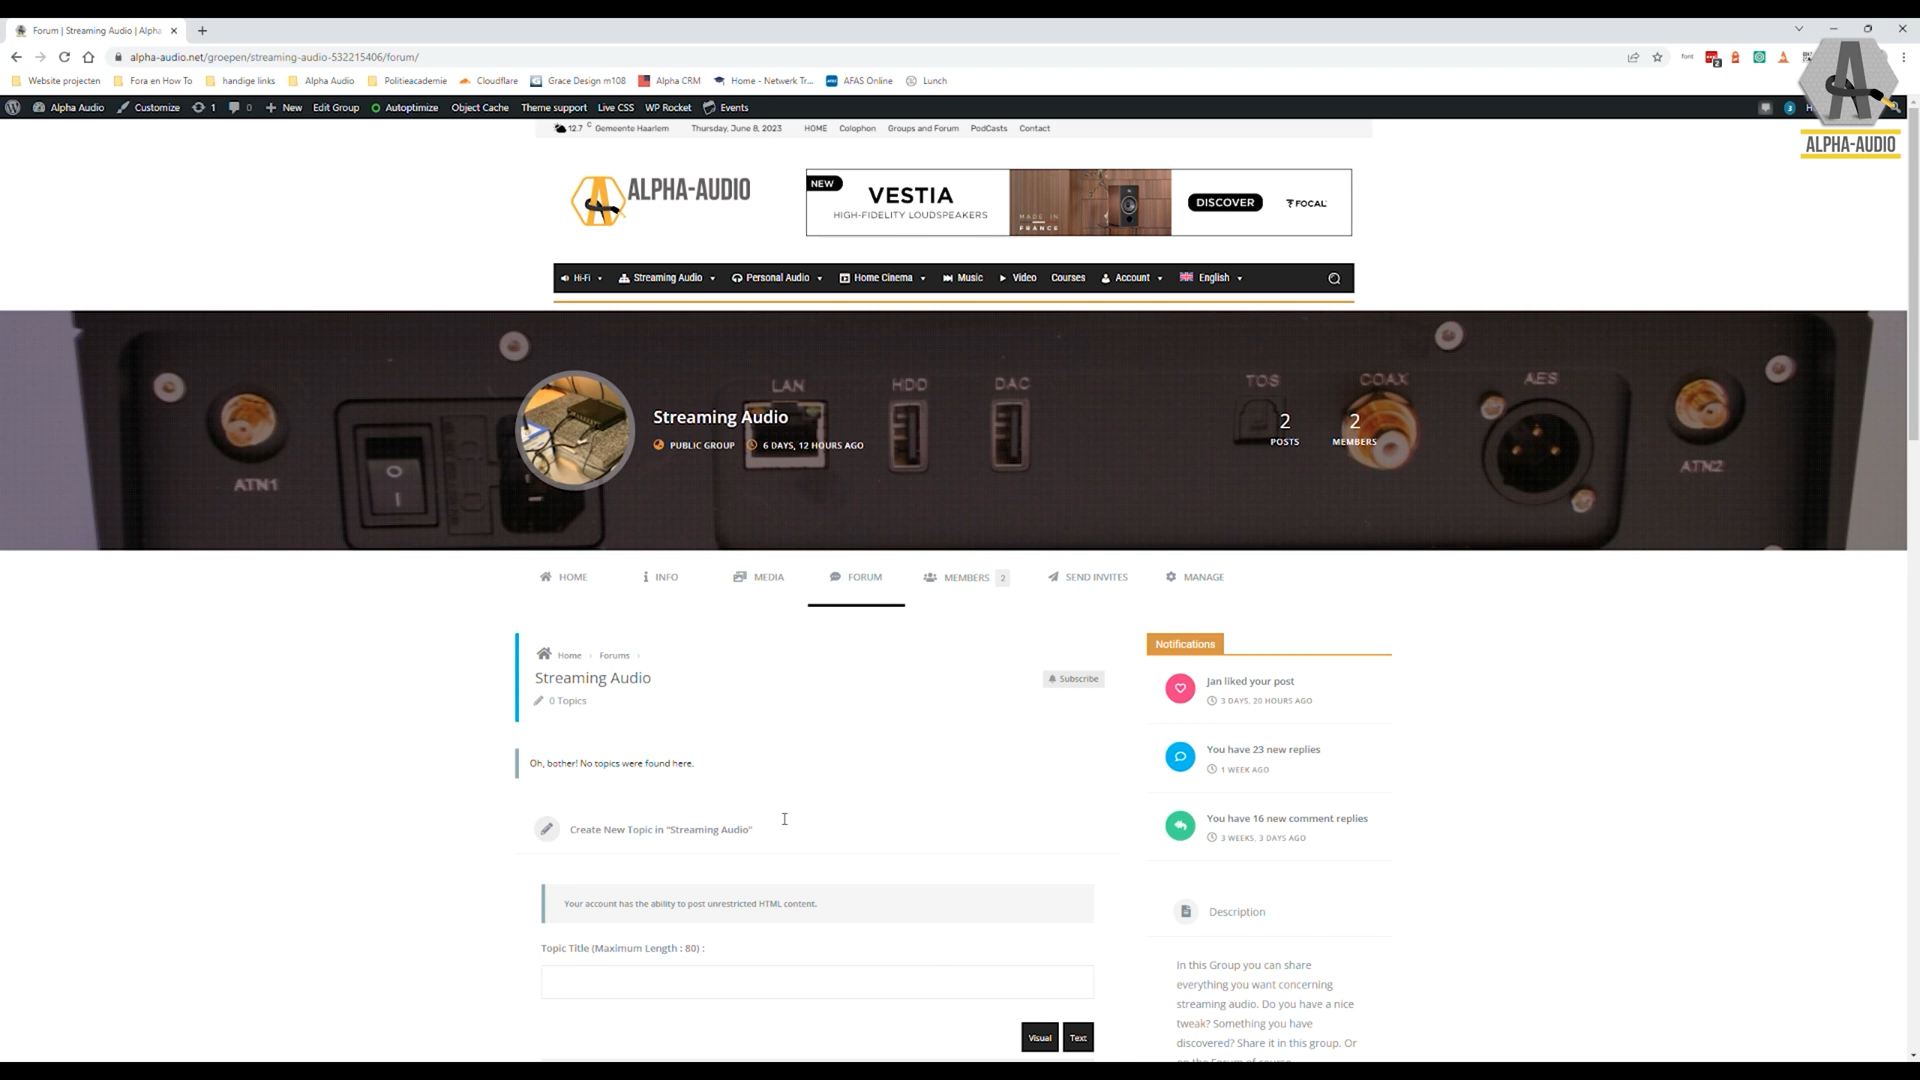 Forum | Streaming Audio | Alpha
alpha-audio.net/groepen/streaming-audio-532215406/forum/
Website projecten Fora en How To handige links Alpha Audio Politieacademie Cloudflare Grace Design m108 Alpha CRM Home - Netwerk Tr... AFAS Online Lunch
Alpha Audio Customize 1 0 New Edit Group Autoptimize Object Cache Theme support Live CSS WP Rocket Events 3
ALPHA-AUDIO
12.7 C Gemeente Haarlem Thursday, June 8, 2023 HOME Colophon Groups and Forum PodCasts Contact
ALPHA-AUDIO
NEW VESTIA
HIGH-FIDELITY LOUDSPEAKERS
MADE IN
FRANCE
DISCOVER FOCAL
Hi-Fi Streaming Audio Personal Audio Home Cinema Music Video Courses Account English
LAN HDD DAC TOS COAX AES
ATN1 ATN2
O
I
Streaming Audio
PUBLIC GROUP 6 DAYS, 12 HOURS AGO
2 2
POSTS MEMBERS
HOME INFO MEDIA FORUM MEMBERS 2 SEND INVITES MANAGE
Home › Forums ›
Streaming Audio
Subscribe
0 Topics
Oh, bother! No topics were found here.
Create New Topic in "Streaming Audio"
Your account has the ability to post unrestricted HTML content.
Topic Title (Maximum Length : 80) :
Visual Text
Notifications
Jan liked your post
3 DAYS, 20 HOURS AGO
You have 23 new replies
1 WEEK AGO
You have 16 new comment replies
3 WEEKS, 3 DAYS AGO
Description
In this Group you can share
everything you want concerning
streaming audio. Do you have a nice
tweak? Something you have
discovered? Share it in this group. Or